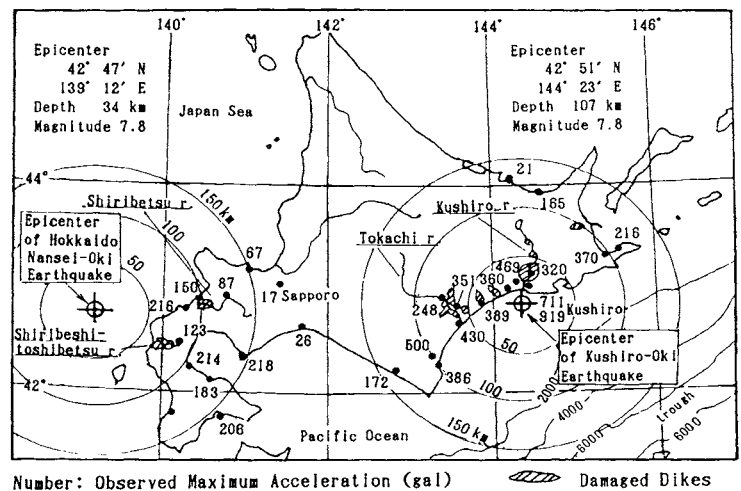 140°
142°
144°
146°
Epicenter
42° 47′ N
139° 12′ E
Depth 34 km
Magnitude 7.8
Epicenter
42° 51′ N
144° 23′ E
Depth 107 km
Magnitude 7.8
Japan Sea
44°
21
165
Shiribetsu r.
150 km
Kushiro r.
Epicenter
of Hokkaido
Nansei-Oki
Earthquake
100
50
Tokachi r.
216
370
67
150
87
17 Sapporo
469
351
360
320
248
216
123
Shiribeshi-
toshibetsu r.
711
919
Kushiro
389
430
500
50
26
214
218
183
172
386
Epicenter
of Kushiro-Oki
Earthquake
42°
100
2000
4000
206
150 km
6000
trough
6000
Pacific Ocean
Number: Observed Maximum Acceleration (gal)
Damaged Dikes